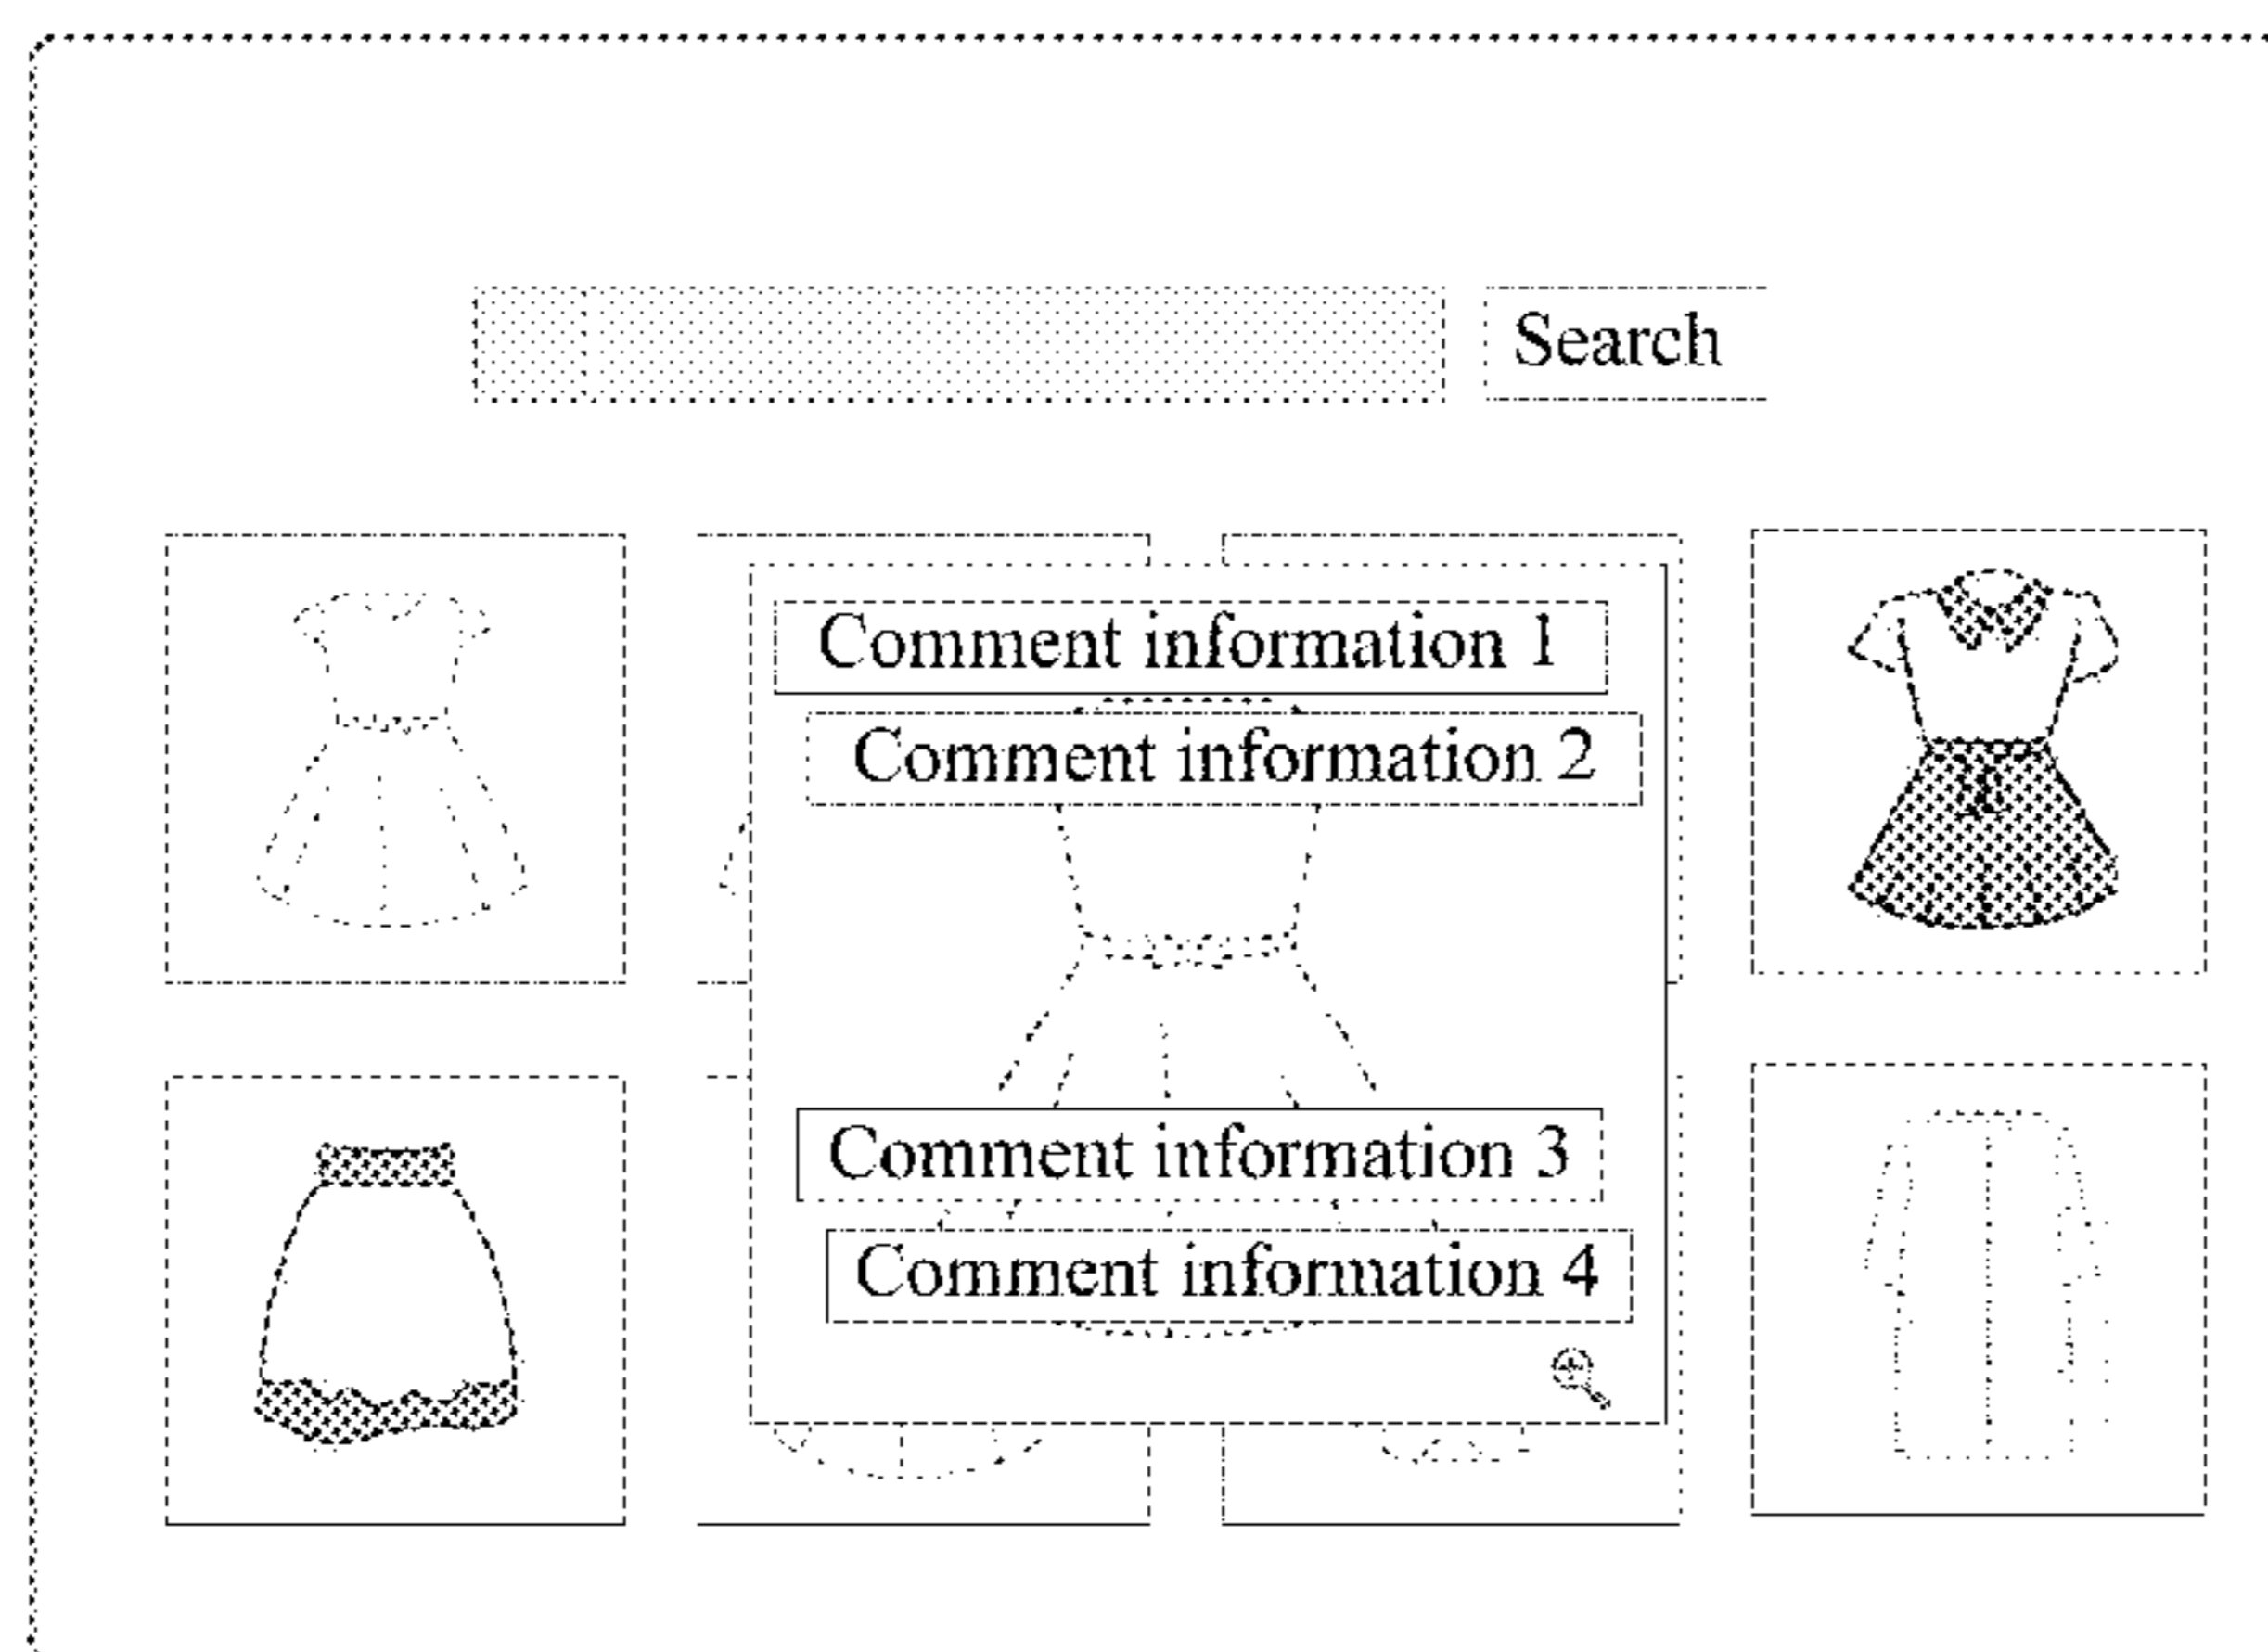 Search
Comment information 1
Comment information 2
Comment information 3
Comment information 4